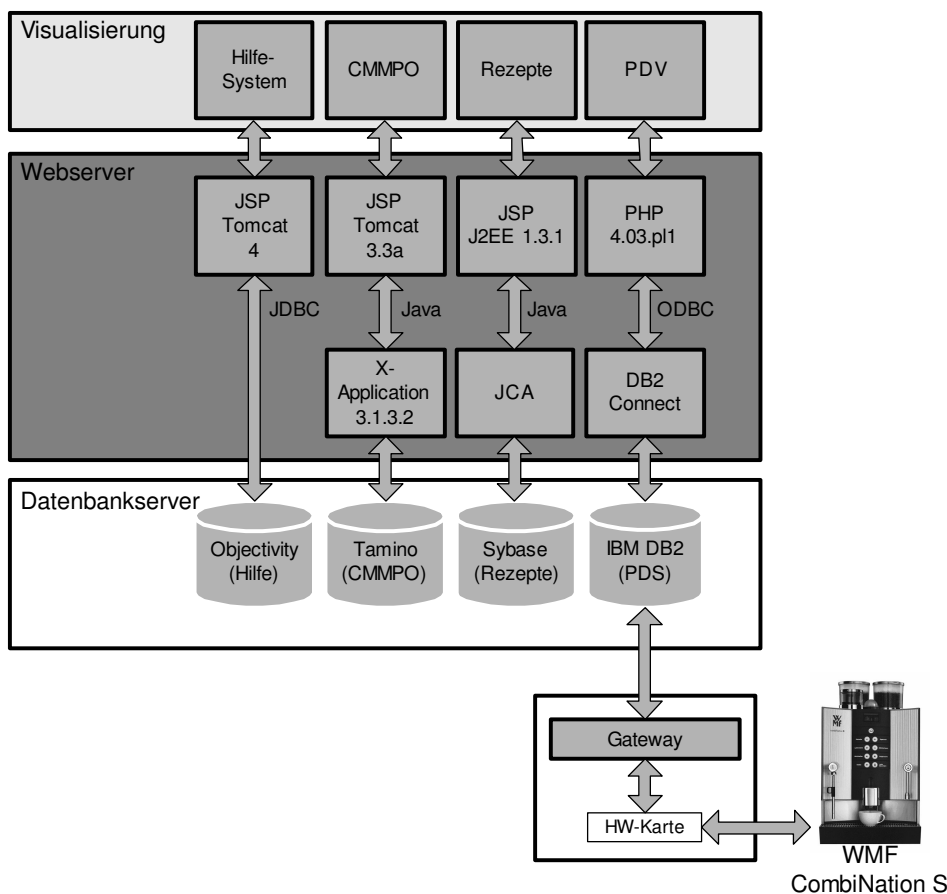 Visualisierung
Hilfe-
System
CMMPO
Rezepte
PDV
Webserver
JSP
Tomcat
4
JSP
Tomcat
3.3a
JSP
J2EE 1.3.1
PHP
4.03.pl1
JDBC
Java
Java
ODBC
X-
Application
3.1.3.2
JCA
DB2
Connect
Datenbankserver
Objectivity
(Hilfe)
Tamino
(CMMPO)
Sybase
(Rezepte)
IBM DB2
(PDS)
Gateway
HW-Karte
WMF
WMF
CombiNation S